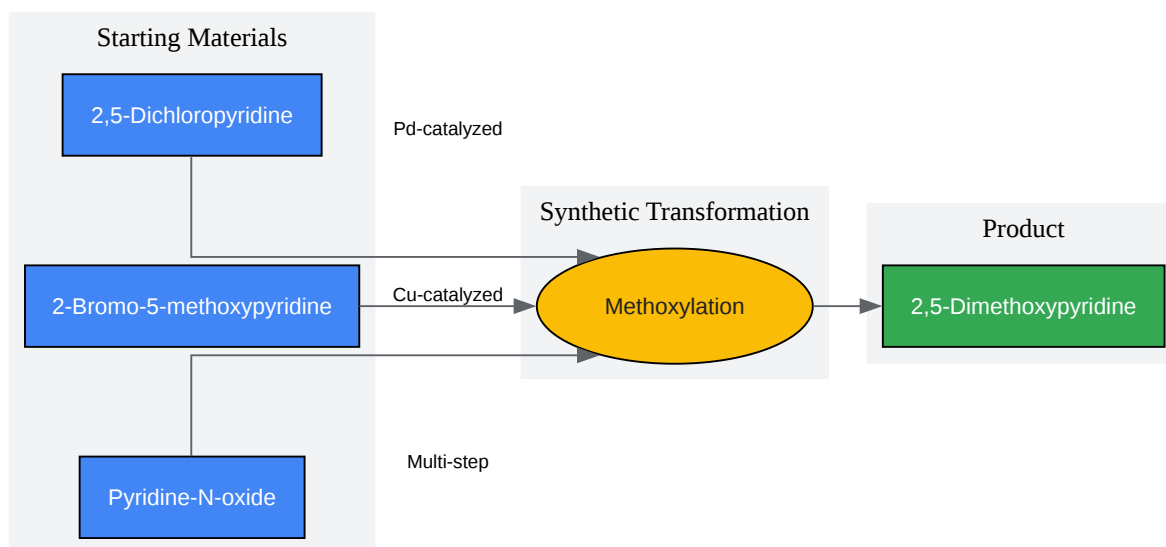 Starting Materials
2,5-Dichloropyridine
Pd-catalyzed
Synthetic Transformation
Product
2-Bromo-5-methoxypyridine
Cu-catalyzed
Methoxylation
2,5-Dimethoxypyridine
Multi-step
Pyridine-N-oxide